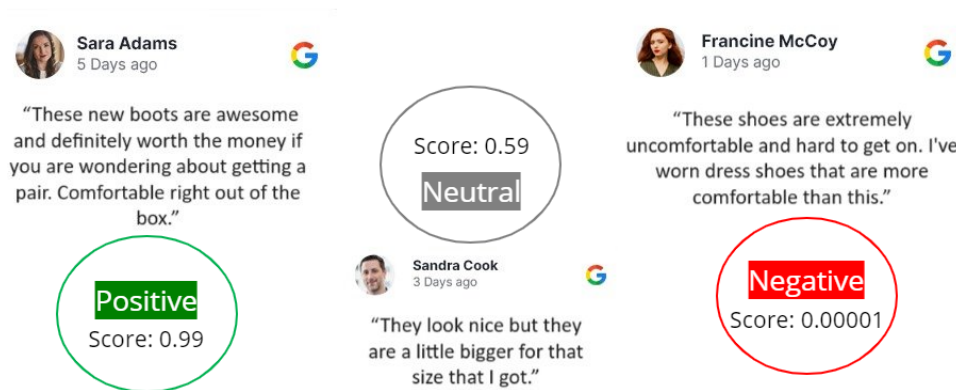 Sara Adams
5 Days ago
“These new boots are awesome
and definitely worth the money if
you are wondering about getting a
pair. Comfortable right out of the
box.”
Positive
Score: 0.99
Score: 0.59
Neutral
Sandra Cook
3 Days ago
“They look nice but they
are a little bigger for that
size that I got.”
Francine McCoy
1 Days ago
“These shoes are extremely
uncomfortable and hard to get on. I've
worn dress shoes that are more
comfortable than this.”
Negative
Score: 0.00001